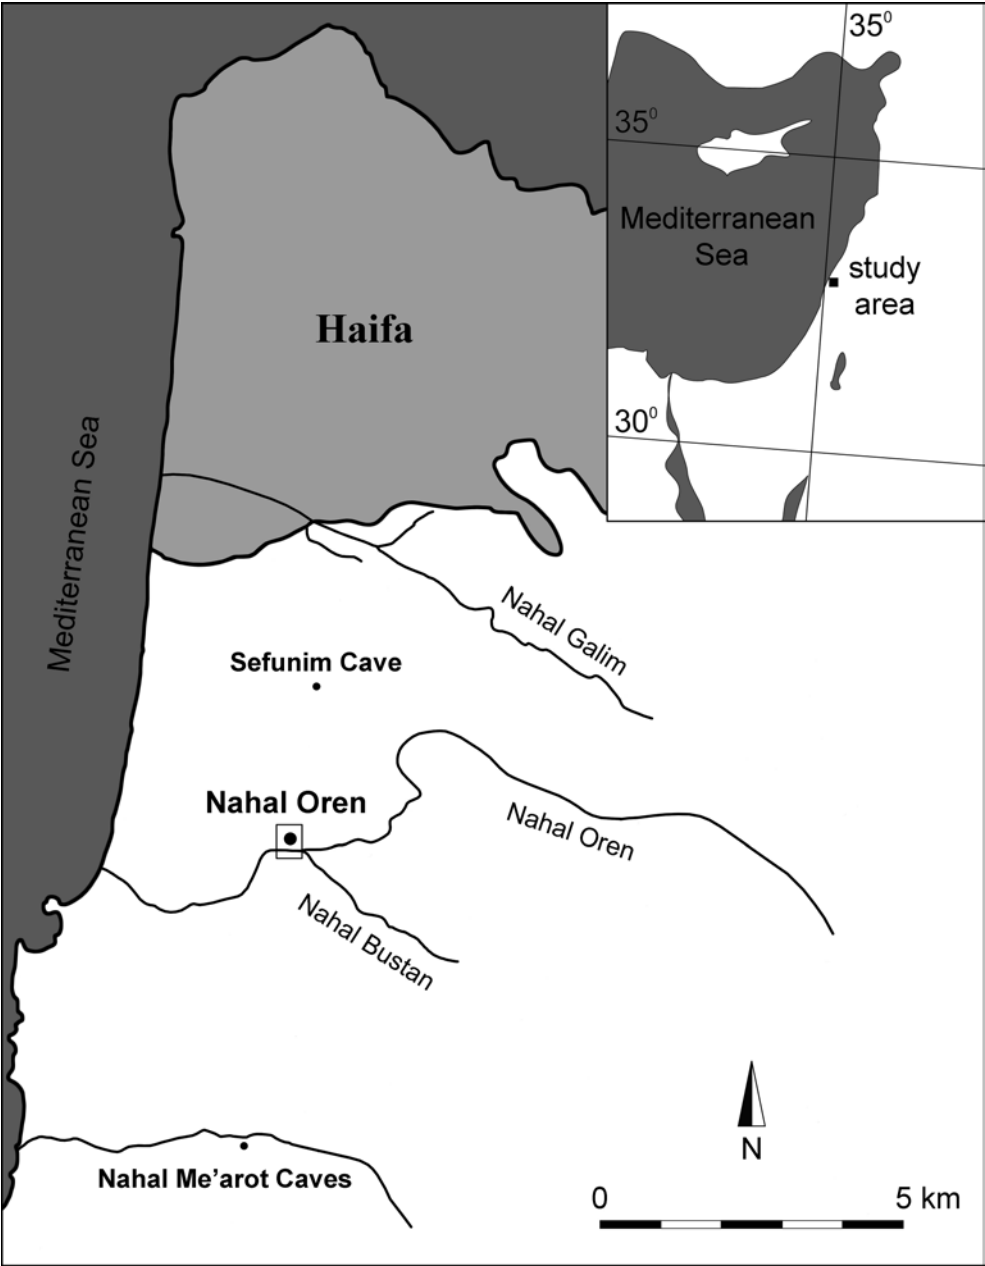 35⁰
35⁰
Mediterranean
Sea
study
area
30⁰
Haifa
Mediterranean Sea
Nahal Galim
Sefunim Cave
Nahal Oren
Nahal Oren
Nahal Bustan
N
Nahal Me’arot Caves
0 5 km